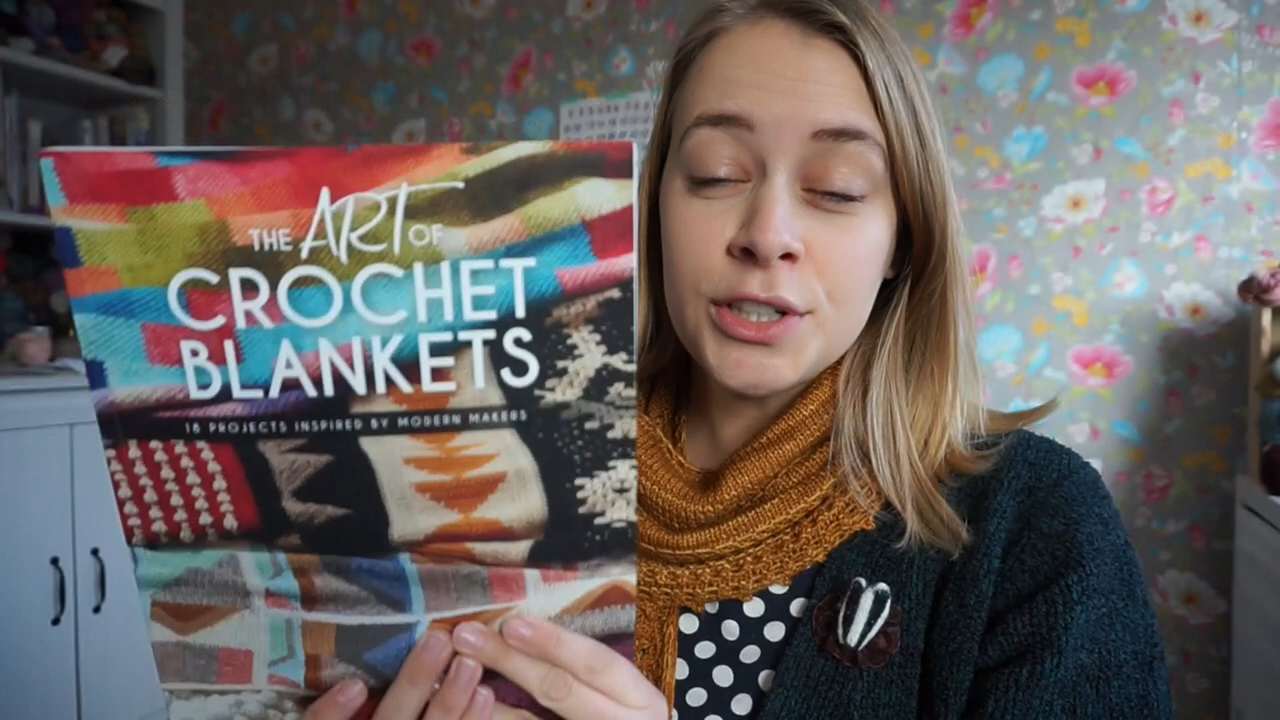 THE ART OF
CROCHET
BLANKETS
18 PROJECTS INSPIRED BY MODERN MAKERS